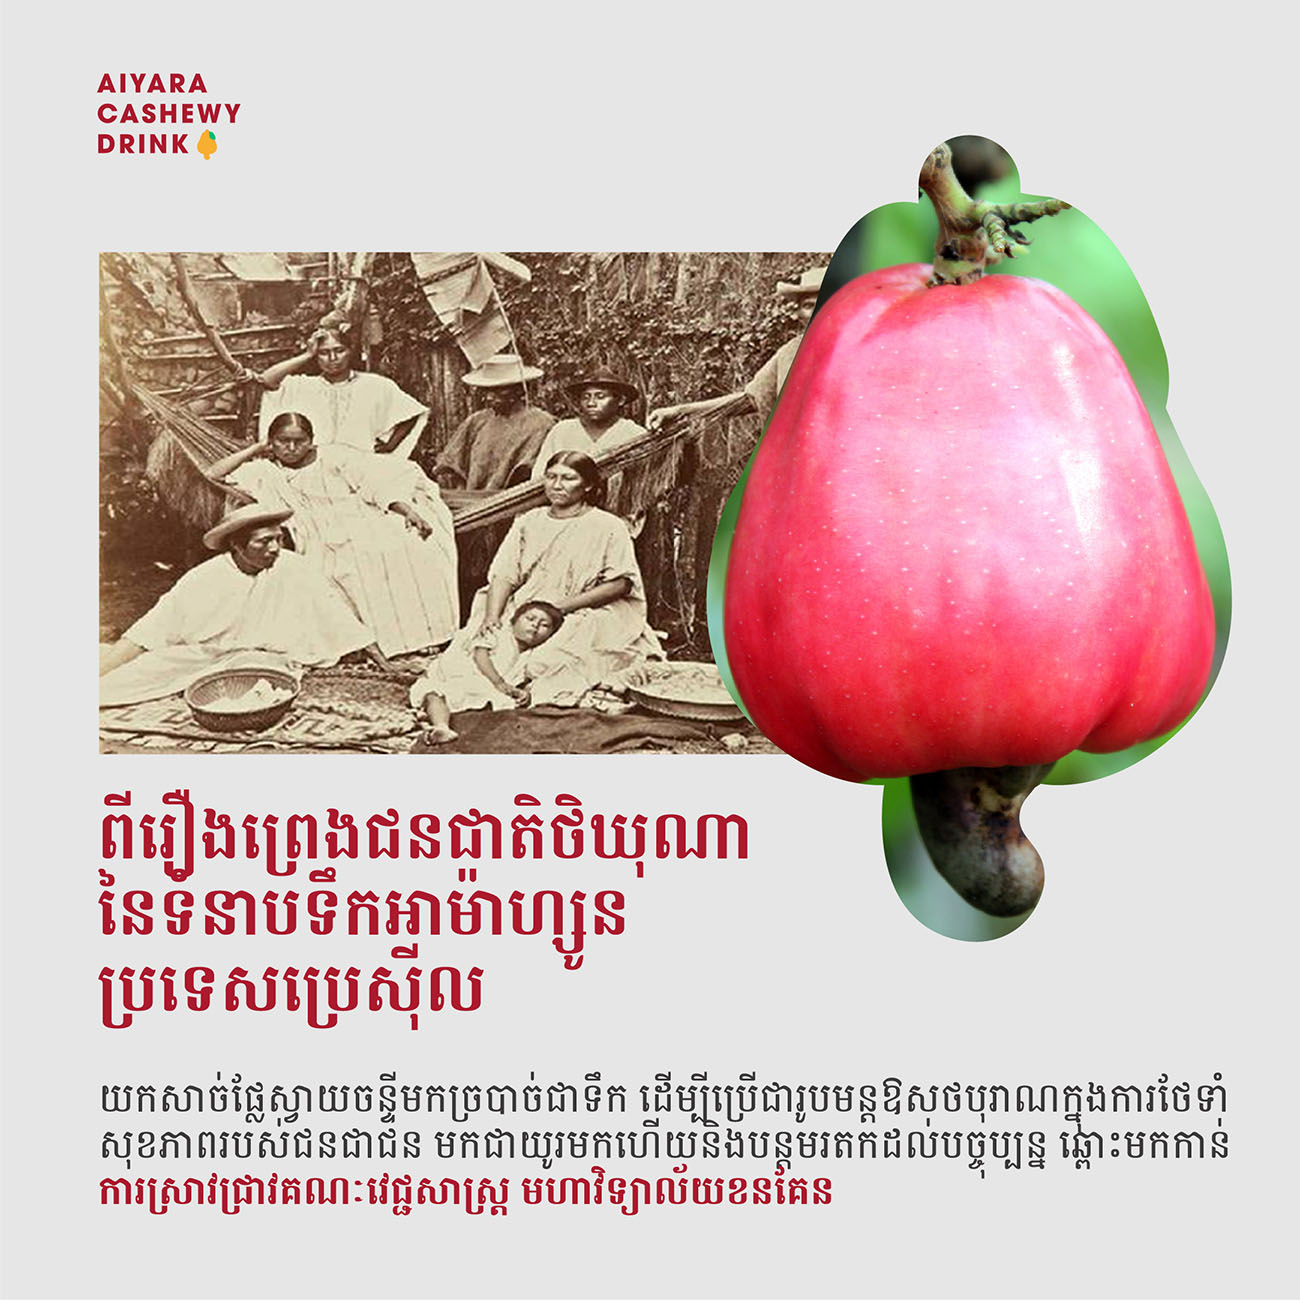 AIYARA
CASHEWY
DRINK
ពីរឿងព្រេងជនជាតិថិឃុណា
នៃទំនាបទឹកអាម៉ាហ្សូន
ប្រទេសប្រេស៊ីល
យកសាច់ផ្លែស្វាយចន្ទីមកច្របាច់ជាទឹក ដើម្បីប្រើជារូបមន្តឱសថបុរាណក្នុងការថែទាំ
សុខភាពរបស់ជនជាជន មកជាយូរមកហើយនិងបន្តមរតកដល់បច្ចុប្បន្ន ឆ្ពោះមកកាន់
ការស្រាវជ្រាវគណៈវេជ្ជសាស្ត្រ មហាវិទ្យាល័យខនគែន